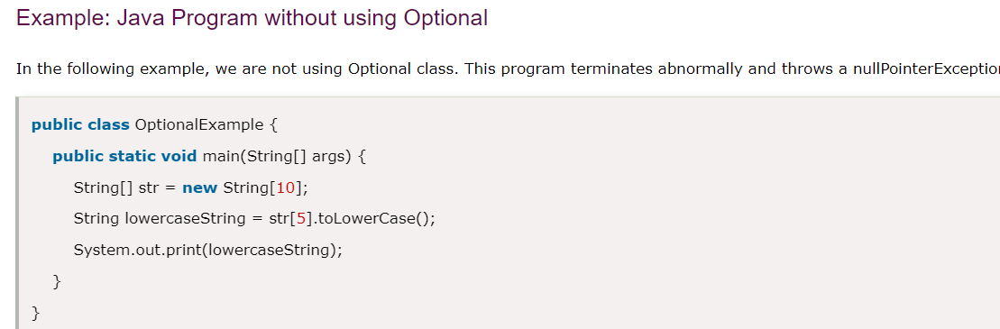 Example: Java Program without using Optional
In the following example, we are not using Optional class. This program terminates abnormally and throws a nullPointerExceptio
public class OptionalExample {
public static void main(String[] args) {
String[] str = new String[10];
String lowercaseString = str[5].toLowerCase();
System.out.print(lowercaseString);
}
}